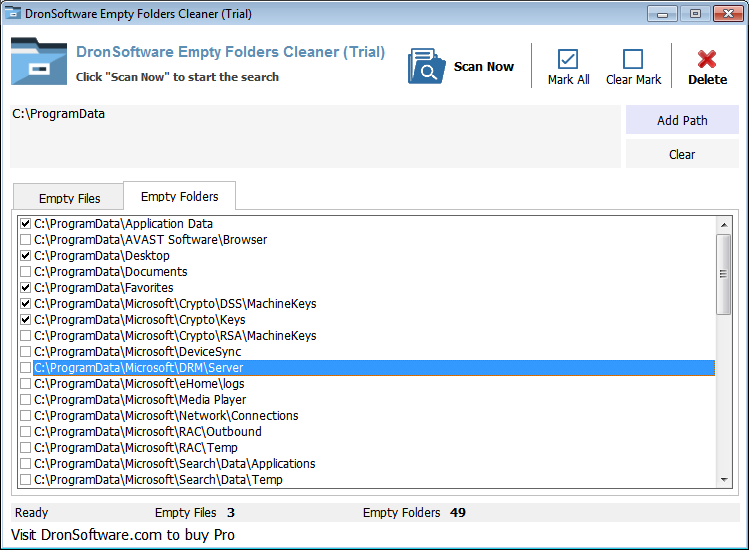 DronSoftware Empty Folders Cleaner (Trial)
DronSoftware Empty Folders Cleaner (Trial)
Click "Scan Now" to start the search
Scan Now
Mark All
Clear Mark
Delete
C:\ProgramData
Add Path
Clear
Empty Files
Empty Folders
C:\ProgramData\Application Data
C:\ProgramData\AVAST Software\Browser
C:\ProgramData\Desktop
C:\ProgramData\Documents
C:\ProgramData\Favorites
C:\ProgramData\Microsoft\Crypto\DSS\MachineKeys
C:\ProgramData\Microsoft\Crypto\Keys
C:\ProgramData\Microsoft\Crypto\RSA\MachineKeys
C:\ProgramData\Microsoft\DeviceSync
C:\ProgramData\Microsoft\DRM\Server
C:\ProgramData\Microsoft\eHome\logs
C:\ProgramData\Microsoft\Media Player
C:\ProgramData\Microsoft\Network\Connections
C:\ProgramData\Microsoft\RAC\Outbound
C:\ProgramData\Microsoft\RAC\Temp
C:\ProgramData\Microsoft\Search\Data\Applications
C:\ProgramData\Microsoft\Search\Data\Temp
Ready Empty Files 3 Empty Folders 49
Visit DronSoftware.com to buy Pro